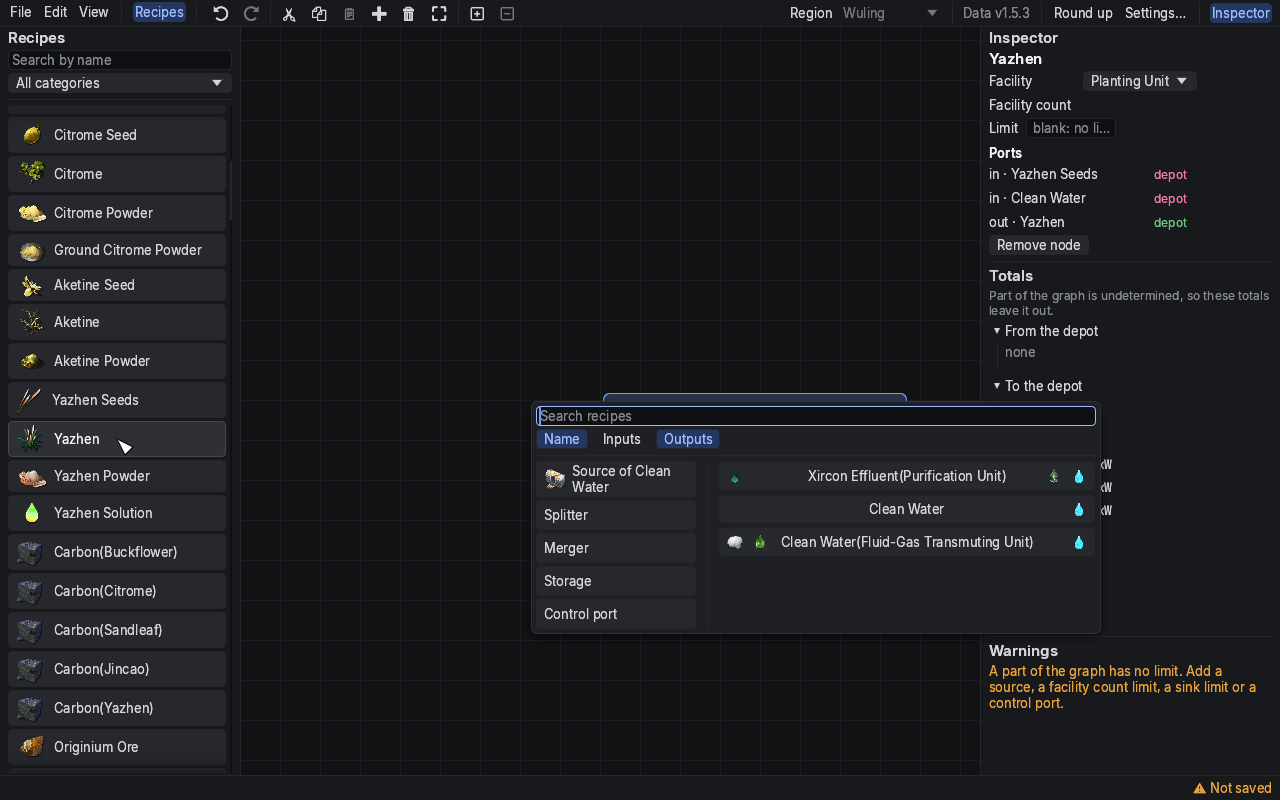 File Edit View Recipes Region Wuling Data v1.5.3 Round up Settings... Inspector
Recipes
Search by name
All categories
Citrome Seed
Citrome
Citrome Powder
Ground Citrome Powder
Aketine Seed
Aketine
Aketine Powder
Yazhen Seeds
Yazhen
Yazhen Powder
Yazhen Solution
Carbon(Buckflower)
Carbon(Citrome)
Carbon(Sandleaf)
Carbon(Jincao)
Carbon(Yazhen)
Originium Ore
Search recipes
Name Inputs Outputs
Source of Clean
Water
Splitter
Merger
Storage
Control port
Xircon Effluent(Purification Unit)
Clean Water
Clean Water(Fluid-Gas Transmuting Unit)
Inspector
Yazhen
Facility Planting Unit
Facility count
Limit blank: no li...
Ports
in · Yazhen Seeds depot
in · Clean Water depot
out · Yazhen depot
Remove node
Totals
Part of the graph is undetermined, so these totals
leave it out.
From the depot
none
To the depot
kW
kW
kW
Warnings
A part of the graph has no limit. Add a
source, a facility count limit, a sink limit or a
control port.
Not saved